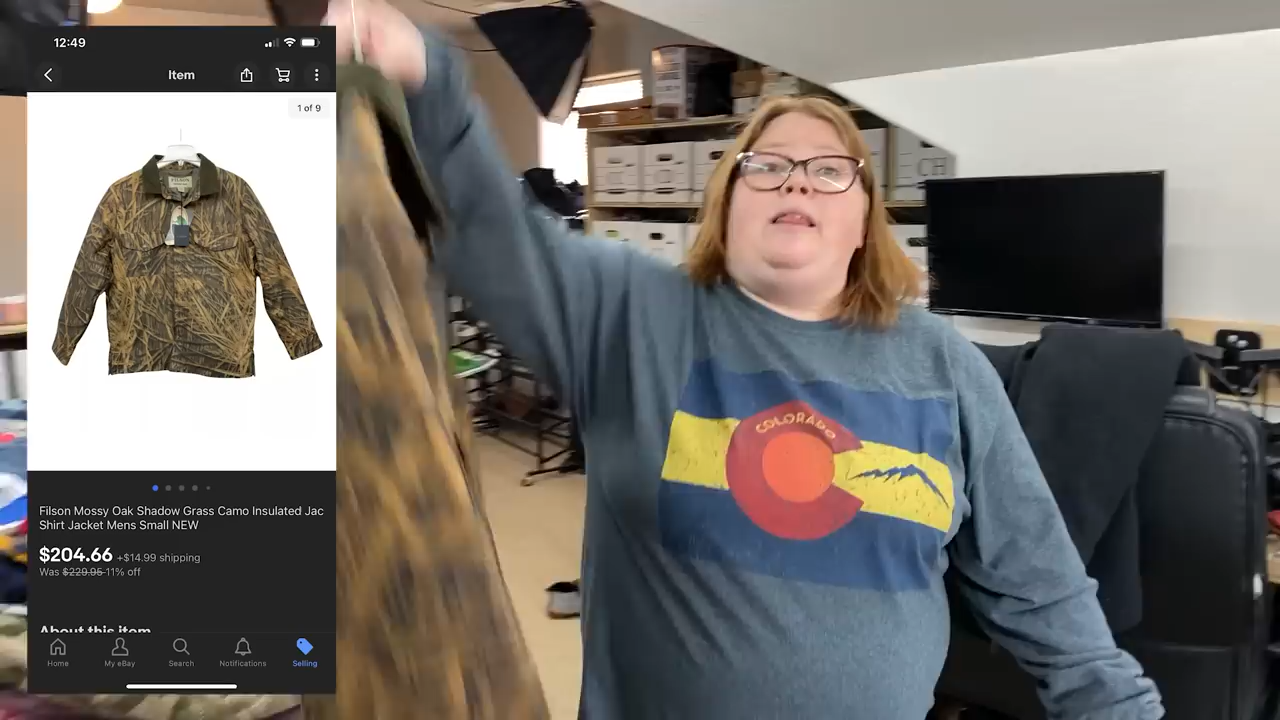 12:49
Item
1 of 9
Filson Mossy Oak Shadow Grass Camo Insulated Jac
Shirt Jacket Mens Small NEW
$204.66 +$14.99 shipping
Was $229.95 11% off
About this item
Home
My eBay
Search
Notifications
Selling
COLORADO